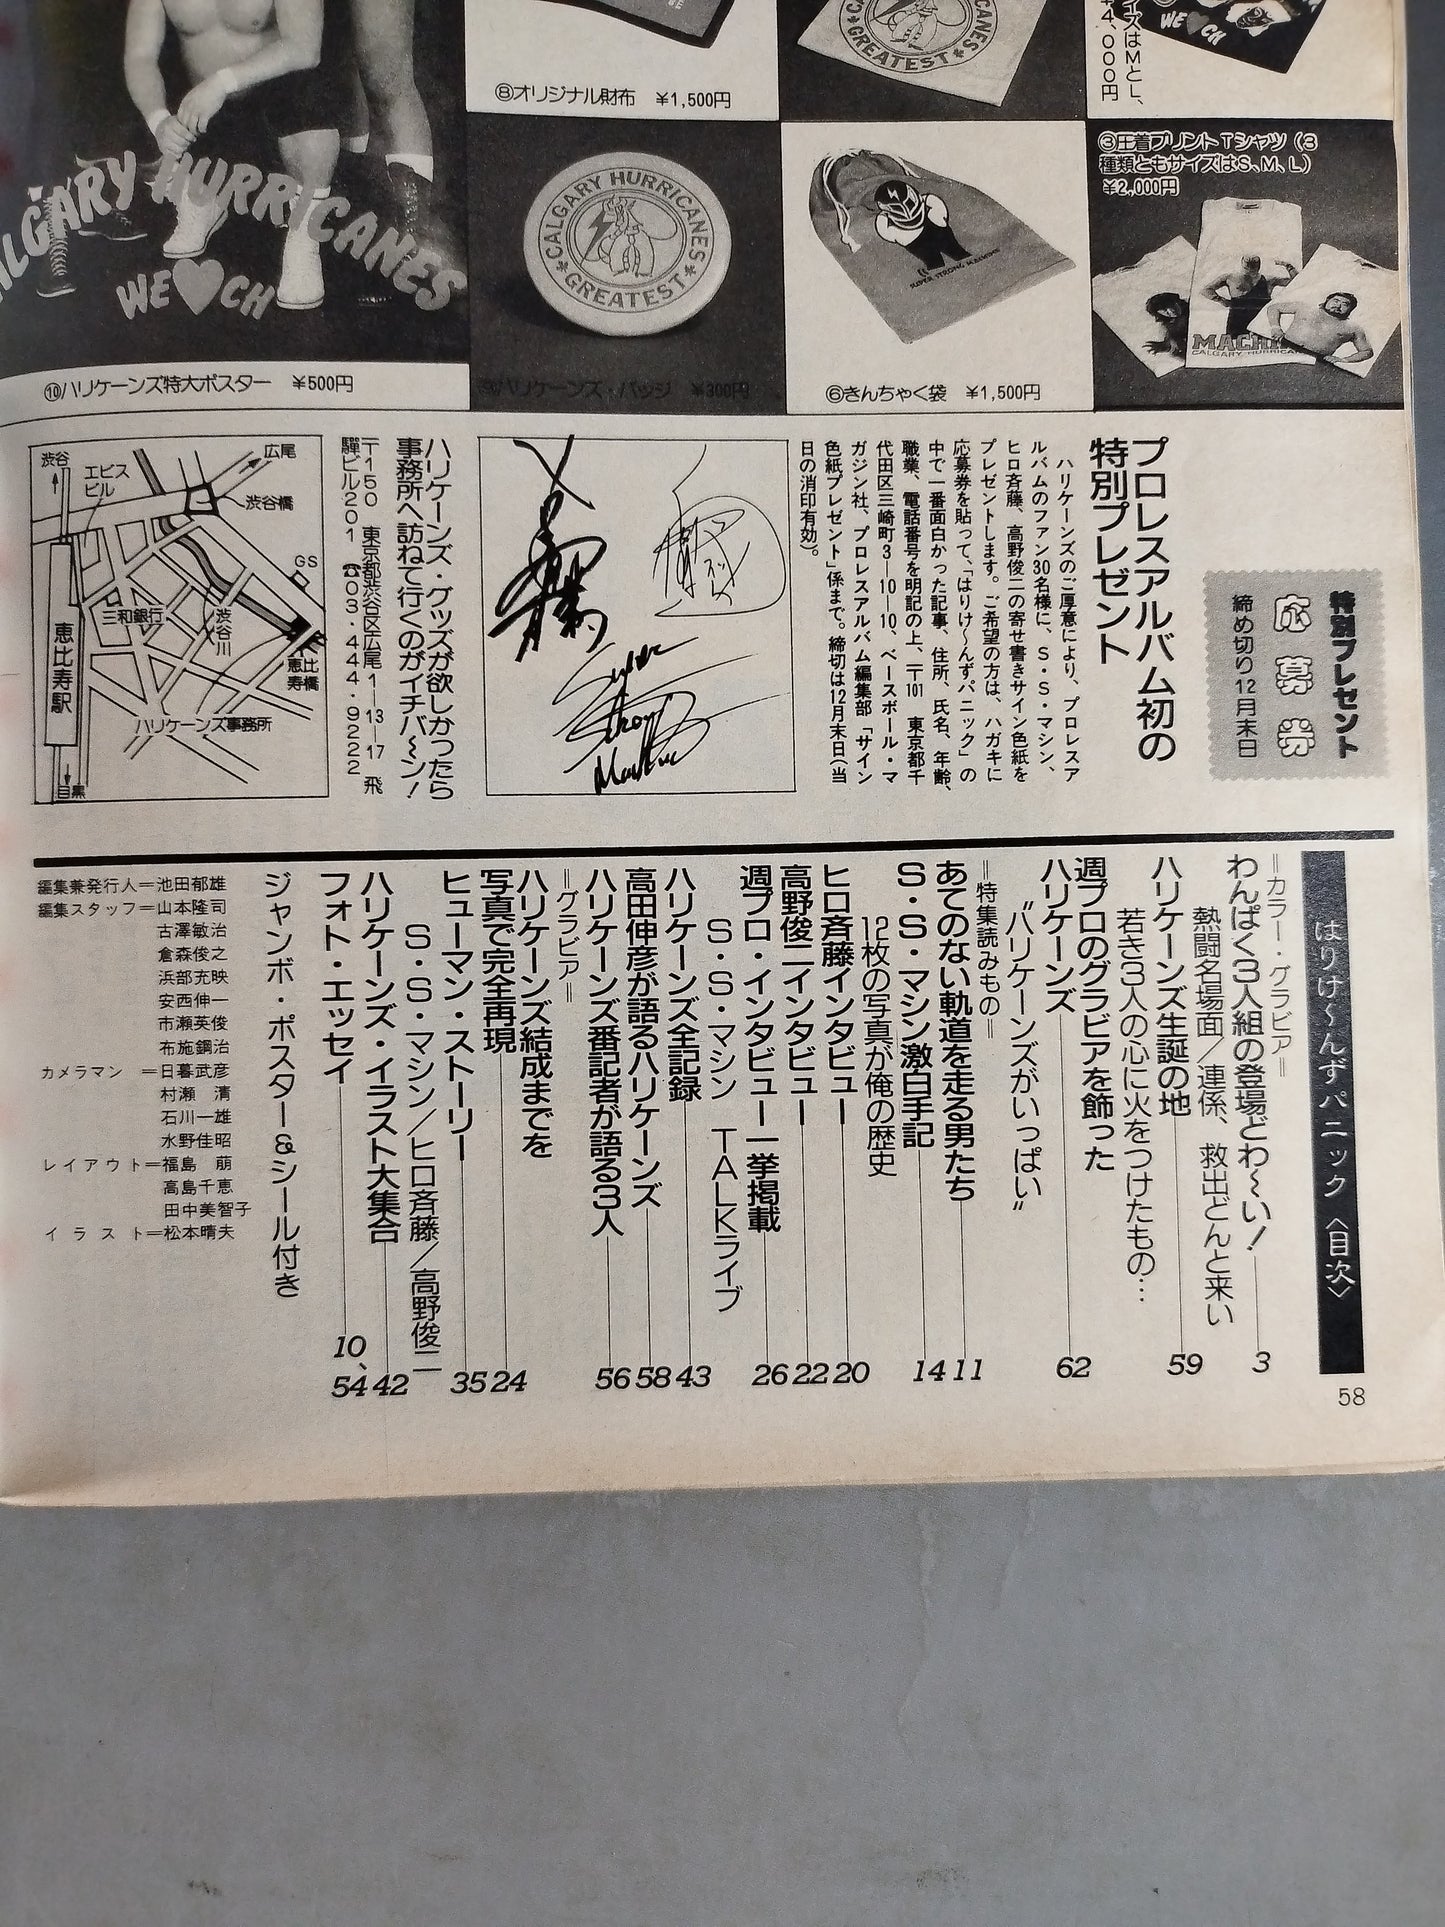 ⑧オリジナル財布　¥1,500円
CALGARY HURRICANES
GREATEST
WE♥CH
イズはMとL、
¥4,000円
③圧着プリントTシャツ（3
種類ともサイズはS、M、L）
¥2,000円
CALGARY HURRICANES
WE♥CH
⑩ハリケーンズ特大ポスター　¥500円
CALGARY HURRICANES
GREATEST
⑨ハリケーンズ・バッジ　¥300円
SUPER STRONG MACHINE
⑥きんちゃく袋　¥1,500円
MACHI
CALGARY HURRICAN
特別プレゼント
応募券
締め切り12月末日
プロレスアルバム初の
特別プレゼント
ハリケーンズのご厚意により、プロレスア
ルバムのファン30名様に、S・S・マシン、
ヒロ斉藤、高野俊二の寄せ書きサイン色紙を
プレゼントします。ご希望の方は、ハガキに
応募券を貼って、「はりけ〜んずパニック」の
中で一番面白かった記事、住所、氏名、年齢、
職業、電話番号を明記の上、〒101　東京都千
代田区三崎町3—10—10、ベースボール・マ
ガジン社、プロレスアルバム編集部「サイン
色紙プレゼント」係まで。締切は12月末日（当
日の消印有効）。
Super
Strong
Machine
ハリケーンズ・グッズが欲しかったら
事務所へ訪ねて行くのがイチバ〜ン！
〒150　東京都渋谷区広尾1—13—17　飛
驒ビル201　☎03・444・9222
渋谷
エビス
ビル
広尾
渋谷橋
GS
三和銀行
渋谷川
恵比寿駅
恵比
寿橋
ハリケーンズ事務所
目黒
はりけ〜んずパニック〈目次〉
＝カラー・グラビア＝
わんぱく3人組の登場どわ〜い！ 3
熱闘名場面／連係、救出どんと来い
ハリケーンズ生誕の地 59
若き3人の心に火をつけたもの…
週プロのグラビアを飾った
ハリケーンズ 62
“ハリケーンズがいっぱい”
＝特集読みもの＝
あてのない軌道を走る男たち 11
S・S・マシン激白手記 14
12枚の写真が俺の歴史
ヒロ斉藤インタビュー 20
高野俊二インタビュー 22
週プロ・インタビュー一挙掲載 26
S・S・マシン　TALKライブ
ハリケーンズ全記録 43
高田伸彦が語るハリケーンズ 58
ハリケーンズ番記者が語る3人 56
＝グラビア＝
ハリケーンズ結成までを
写真で完全再現 24
ヒューマン・ストーリー 35
S・S・マシン／ヒロ斉藤／高野俊二
ハリケーンズ・イラスト大集合 42
フォト・エッセイ 10、54
ジャンボ・ポスター＆シール付き
編集兼発行人＝池田郁雄
編集スタッフ＝山本隆司
古澤敏治
倉森俊之
浜部充映
安西伸一
市瀬英俊
布施鋼治
カメラマン　＝日暮武彦
村瀬　清
石川一雄
水野佳昭
レイアウト＝福島　萠
高島千恵
田中美智子
イラスト＝松本晴夫
58